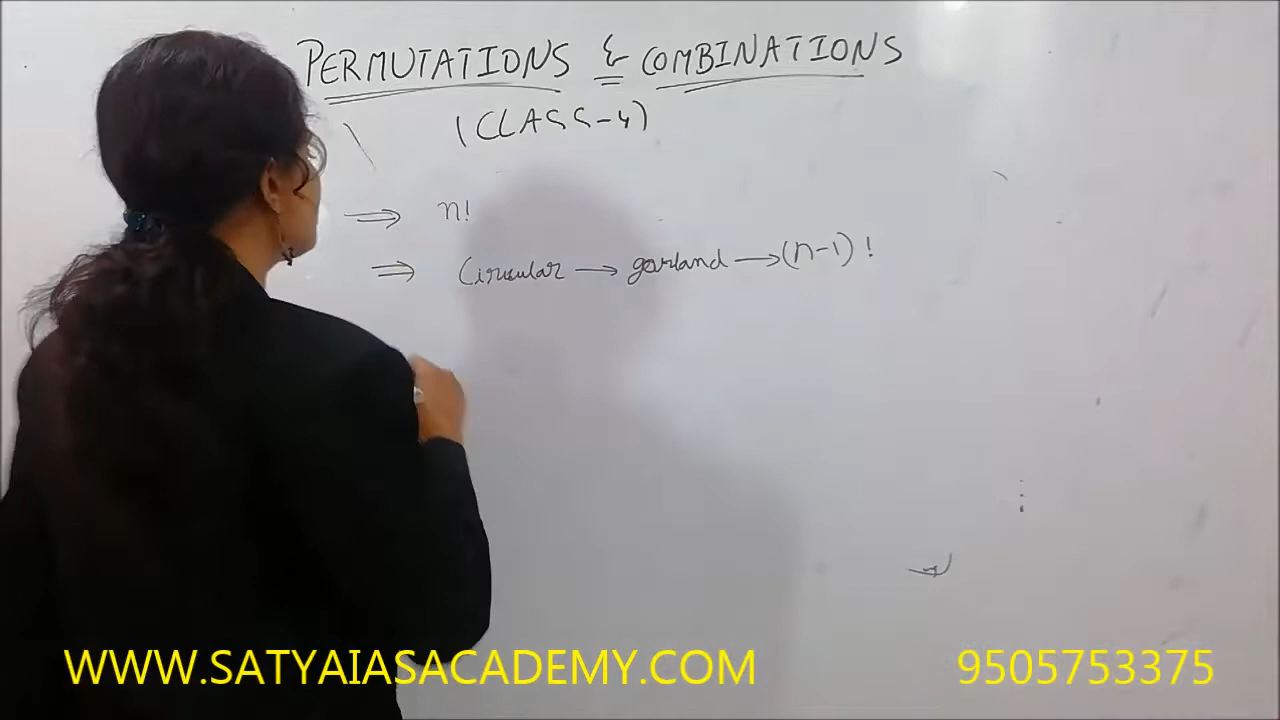 PERMUTATIONS & COMBINATIONS
(CLASS-4)
⇒ n!
⇒ Circular → garland → (n-1)!
WWW.SATYAIASACADEMY.COM
9505753375